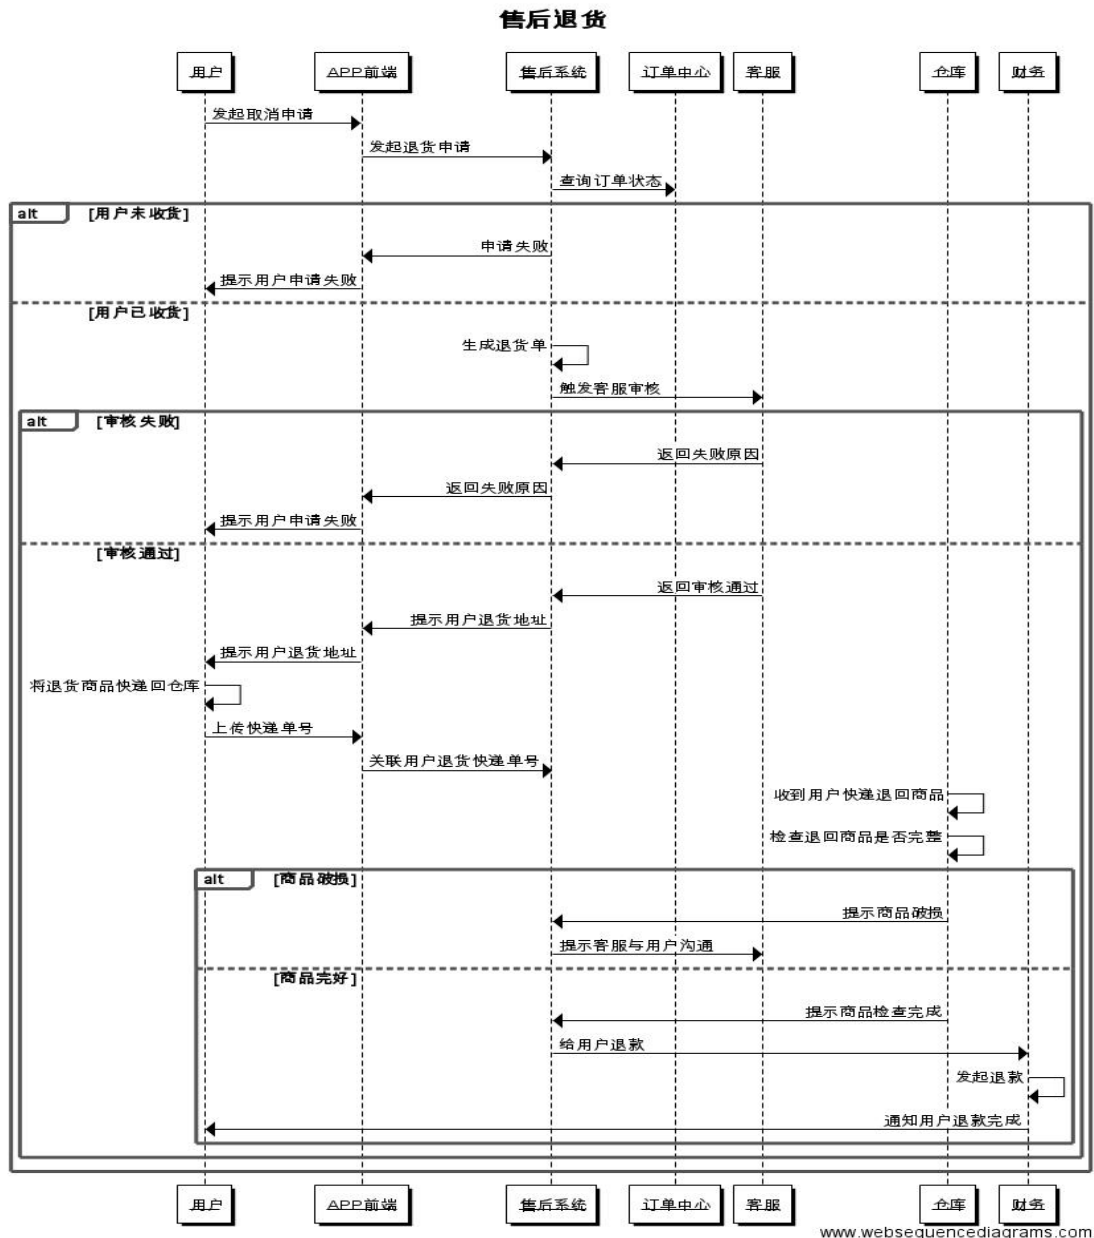 售后退货
用户 APP前端 售后系统 订单中心 客服 仓库 财务
发起取消申请
发起退货申请
查询订单状态
alt [用户未收货]
申请失败
提示用户申请失败
[用户已收货]
生成退货单
触发客服审核
alt [审核失败]
返回失败原因
返回失败原因
提示用户申请失败
[审核通过]
返回审核通过
提示用户退货地址
提示用户退货地址
将退货商品快递回仓库
上传快递单号
关联用户退货快递单号
收到用户快递退回商品
检查退回商品是否完整
alt [商品破损]
提示商品破损
提示客服与用户沟通
[商品完好]
提示商品检查完成
给用户退款
发起退款
通知用户退款完成
用户 APP前端 售后系统 订单中心 客服 仓库 财务
www.websequencediagrams.com